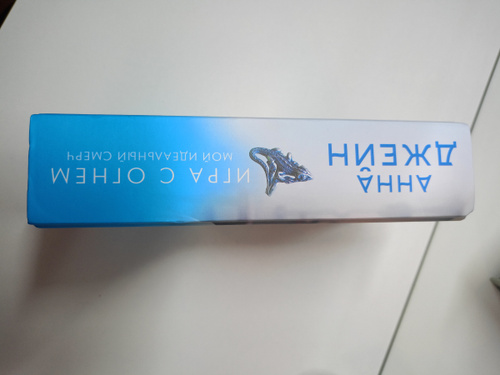 АННА
ДЖЕЙН
ИГРА С ОГНЕМ
МОЙ ИДЕАЛЬНЫЙ СМЕРЧ